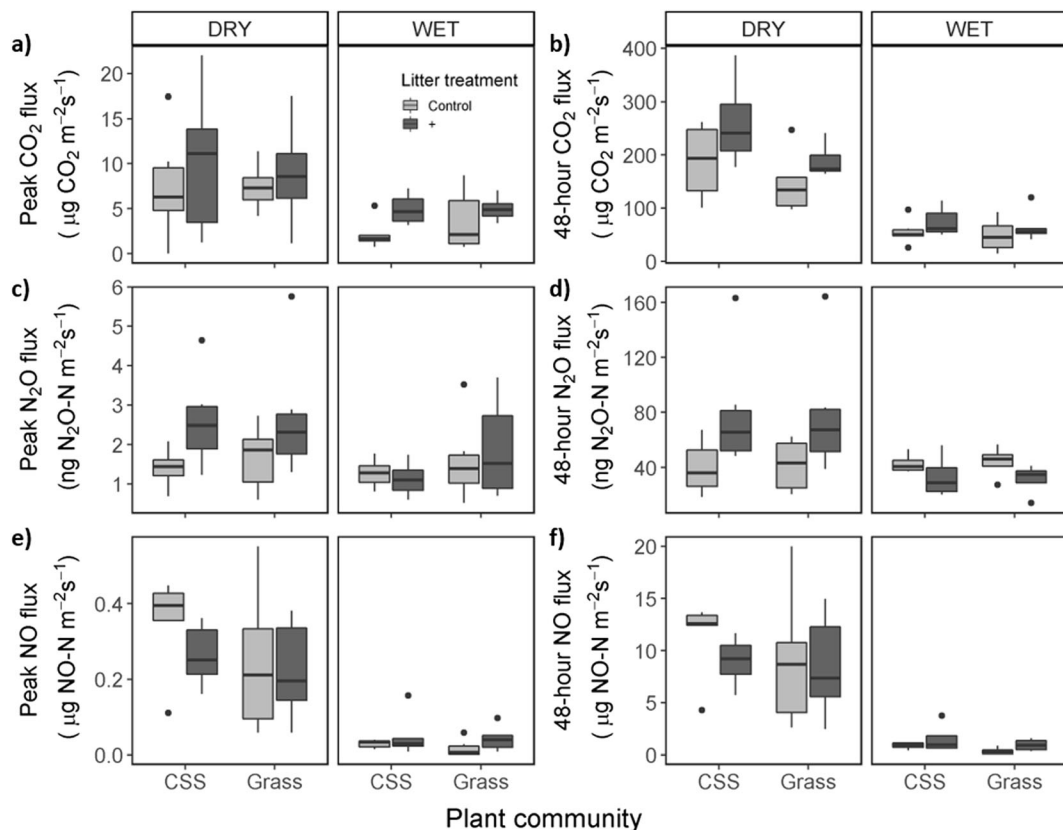 a)
DRY
WET
b)
DRY
WET
Peak CO₂ flux
( μg CO₂ m⁻²s⁻¹)
20
15
10
5
0
Litter treatment
Control
+
48-hour CO₂ flux
( μg CO₂ m⁻²s⁻¹)
400
300
200
100
0
c)
Peak N₂O flux
(ng N₂O-N m⁻²s⁻¹)
6
5
4
3
2
1
d)
48-hour N₂O flux
(ng N₂O-N m⁻²s⁻¹)
160
120
80
40
e)
Peak NO flux
( μg NO-N m⁻²s⁻¹)
0.4
0.2
0.0
f)
48-hour NO flux
( μg NO-N m⁻²s⁻¹)
20
15
10
5
0
CSS
Grass
CSS
Grass
CSS
Grass
CSS
Grass
Plant community